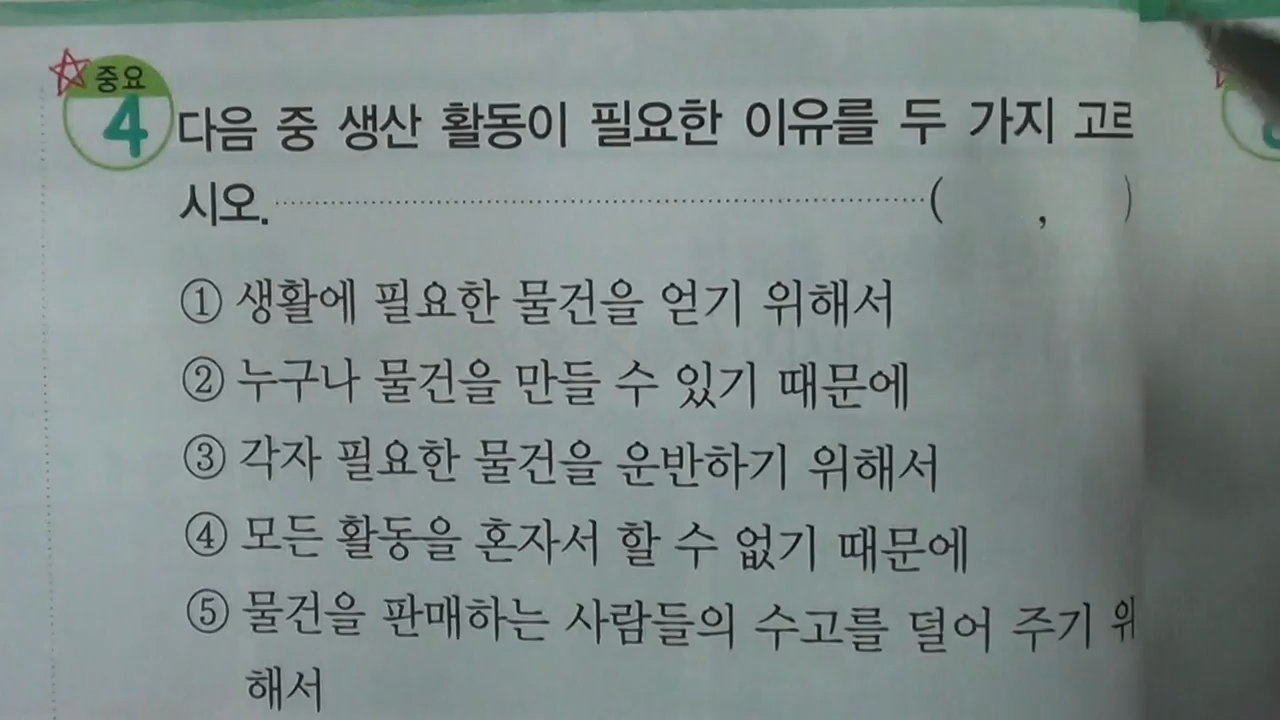 중요
4 다음 중 생산 활동이 필요한 이유를 두 가지 고르
시오. ( , )
① 생활에 필요한 물건을 얻기 위해서
② 누구나 물건을 만들 수 있기 때문에
③ 각자 필요한 물건을 운반하기 위해서
④ 모든 활동을 혼자서 할 수 없기 때문에
⑤ 물건을 판매하는 사람들의 수고를 덜어 주기 위
해서